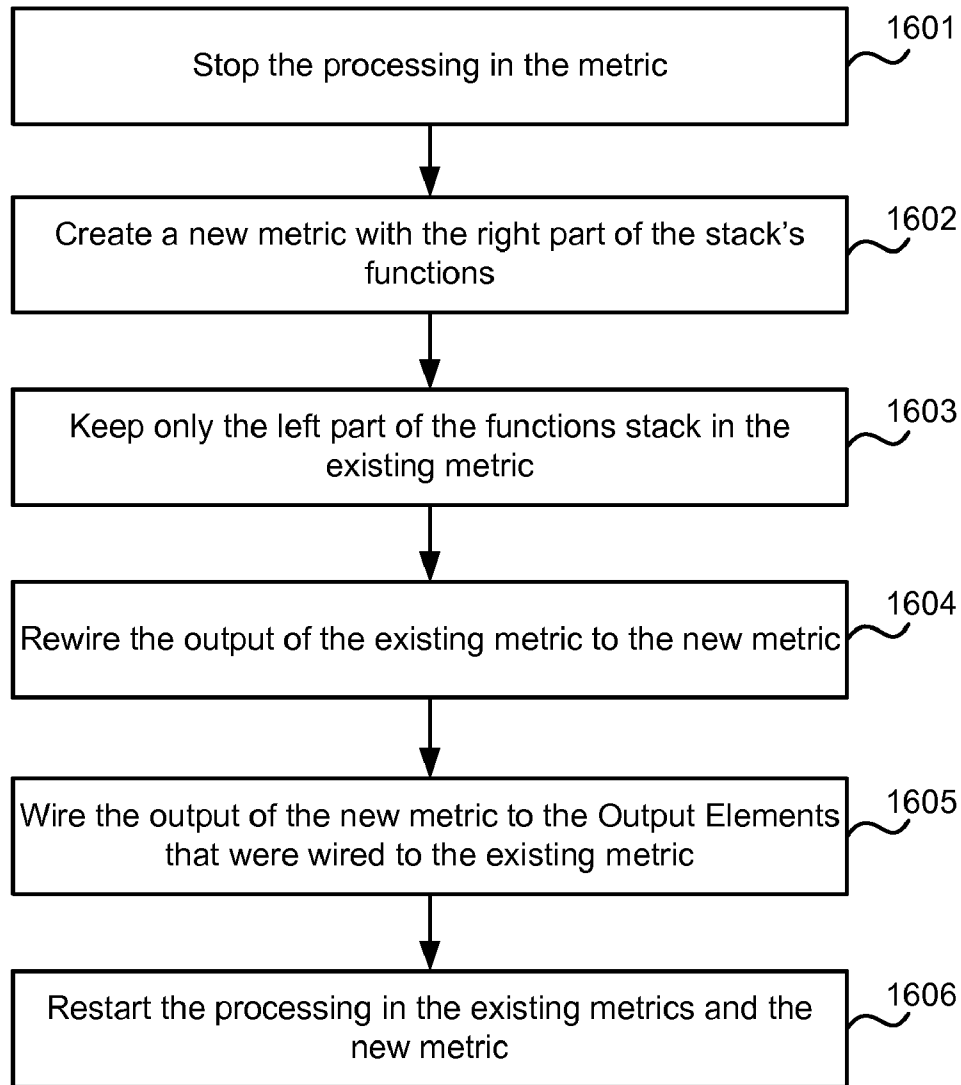 1601
Stop the processing in the metric
1602
Create a new metric with the right part of the stack's
functions
1603
Keep only the left part of the functions stack in the
existing metric
1604
Rewire the output of the existing metric to the new metric
1605
Wire the output of the new metric to the Output Elements
that were wired to the existing metric
1606
Restart the processing in the existing metrics and the
new metric